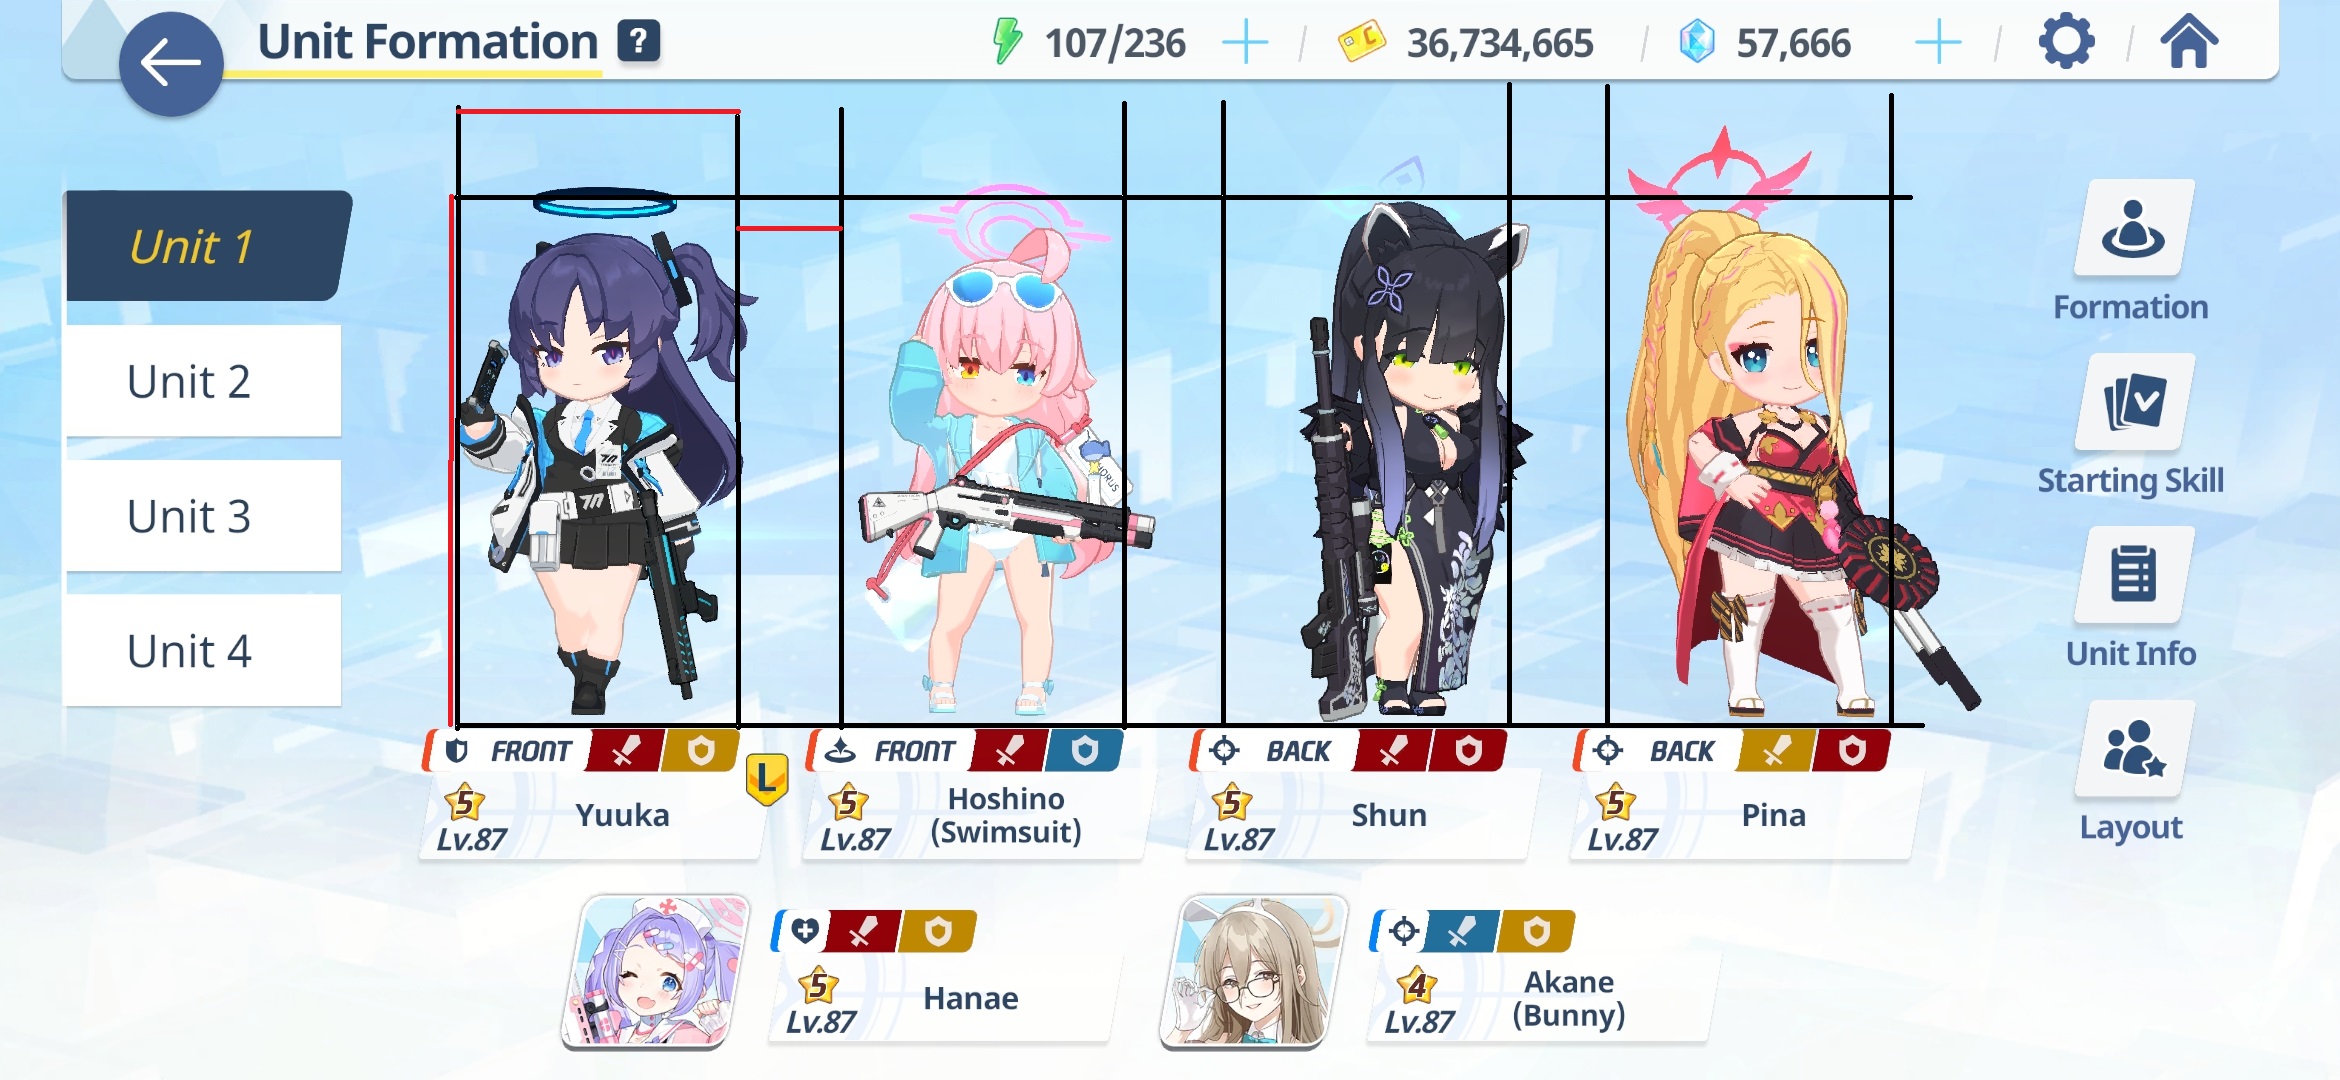 Unit Formation ?
107/236
36,734,665
57,666
Unit 1
Unit 2
Unit 3
Unit 4
Formation
Starting Skill
Unit Info
Layout
FRONT
5
Lv.87
Yuuka
L
FRONT
5
Lv.87
Hoshino
(Swimsuit)
BACK
5
Lv.87
Shun
BACK
5
Lv.87
Pina
5
Lv.87
Hanae
4
Lv.87
Akane
(Bunny)